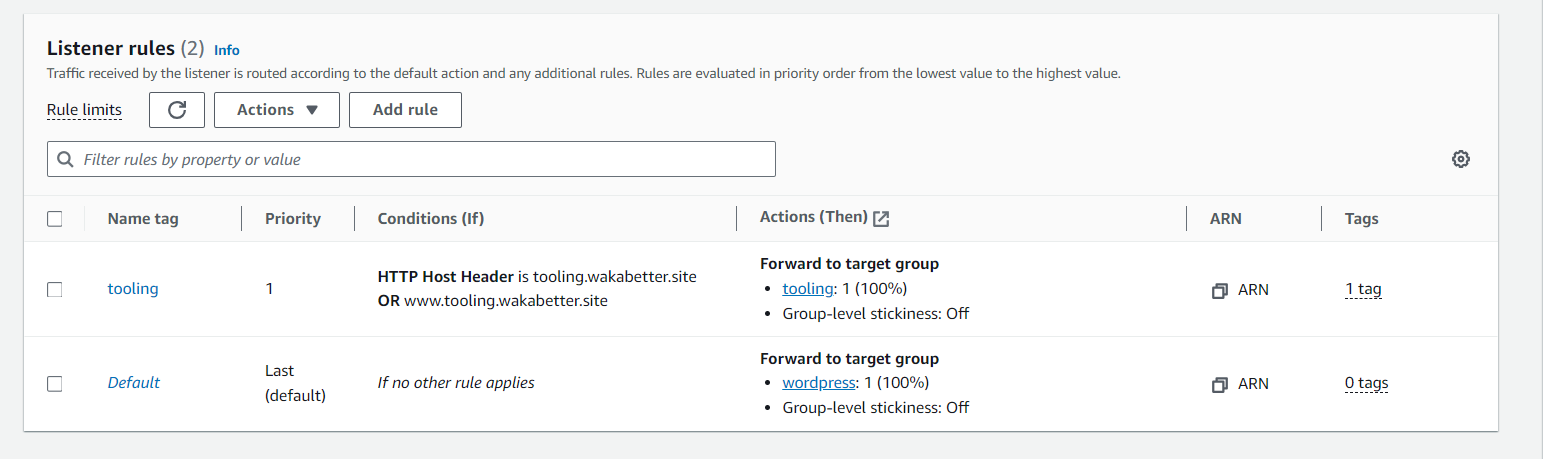 Listener rules (2) Info
Traffic received by the listener is routed according to the default action and any additional rules. Rules are evaluated in priority order from the lowest value to the highest value.
Rule limits Actions Add rule
Filter rules by property or value
Name tag Priority Conditions (If) Actions (Then) ARN Tags
tooling 1 HTTP Host Header is tooling.wakabetter.site
OR www.tooling.wakabetter.site
Forward to target group
• tooling: 1 (100%)
• Group-level stickiness: Off
ARN 1 tag
Default Last
(default)
If no other rule applies
Forward to target group
• wordpress: 1 (100%)
• Group-level stickiness: Off
ARN 0 tags